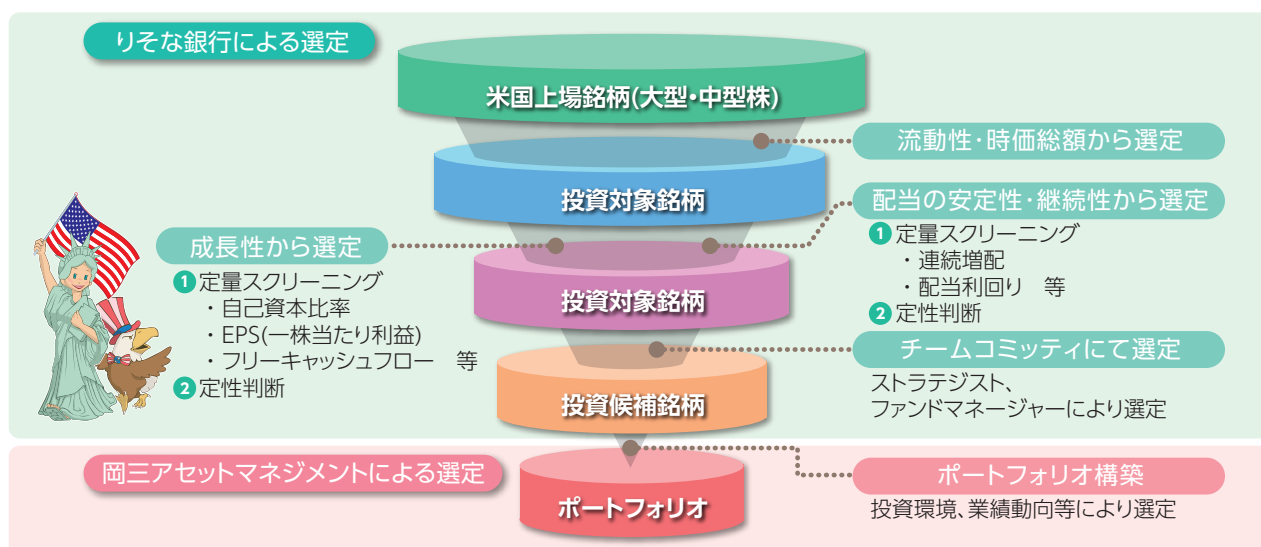 りそな銀行による選定
米国上場銘柄(大型・中型株)
流動性・時価総額から選定
投資対象銘柄
配当の安定性・継続性から選定
1 定量スクリーニング
・連続増配
・配当利回り 等
2 定性判断
成長性から選定
1 定量スクリーニング
・自己資本比率
・EPS(一株当たり利益)
・フリーキャッシュフロー 等
2 定性判断
投資対象銘柄
チームコミッティにて選定
ストラテジスト、
ファンドマネージャーにより選定
投資候補銘柄
岡三アセットマネジメントによる選定
ポートフォリオ構築
投資環境、業績動向等により選定
ポートフォリオ